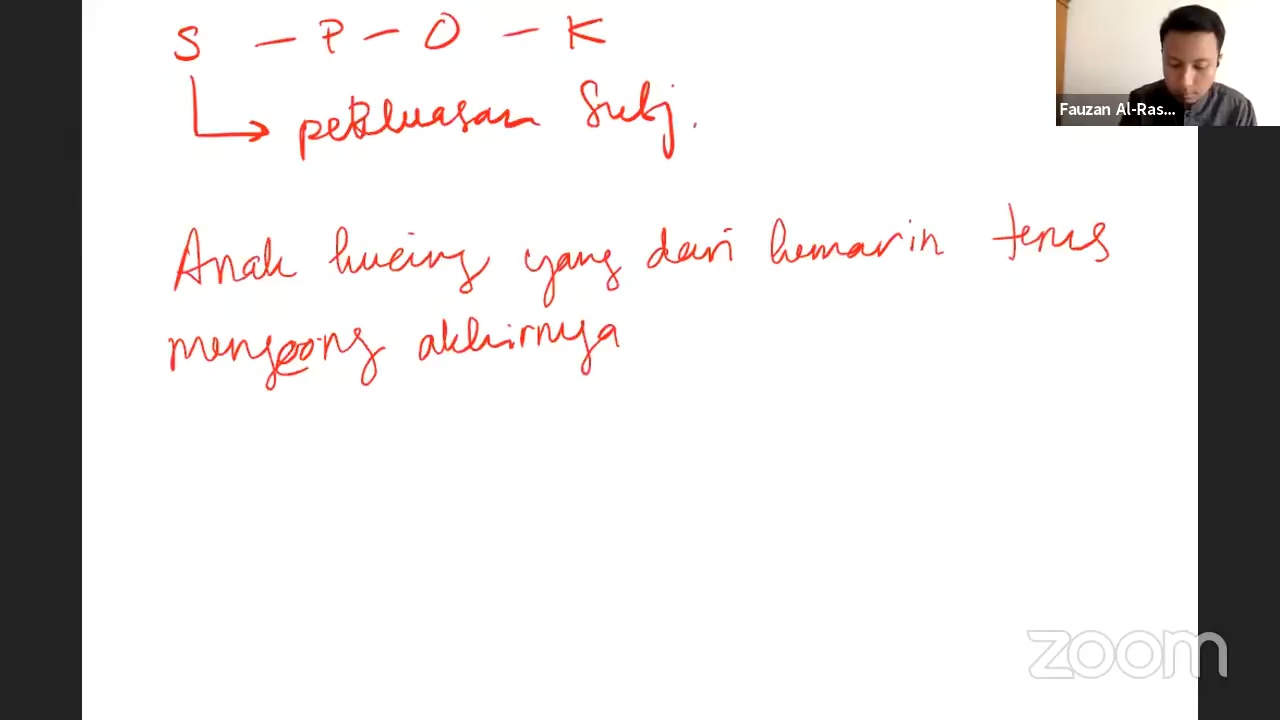 S - P - O - K
perluasan Subj.
Anak kucing yang dari kemarin terus
mengeong akhirnya
Fauzan Al-Ras...
zoom